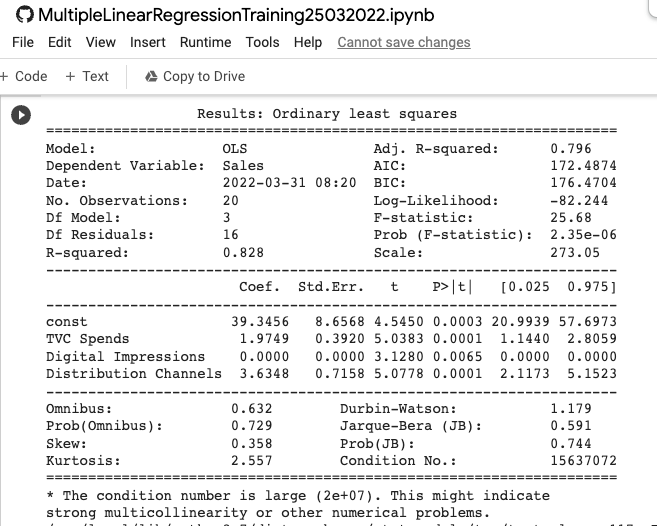 MultipleLinearRegressionTraining25032022.ipynb
File Edit View Insert Runtime Tools Help Cannot save changes
+ Code + Text Copy to Drive
Results: Ordinary least squares
=====================================================================
Model: OLS Adj. R-squared: 0.796
Dependent Variable: Sales AIC: 172.4874
Date: 2022-03-31 08:20 BIC: 176.4704
No. Observations: 20 Log-Likelihood: -82.244
Df Model: 3 F-statistic: 25.68
Df Residuals: 16 Prob (F-statistic): 2.35e-06
R-squared: 0.828 Scale: 273.05
---------------------------------------------------------------------
Coef. Std.Err. t P>|t| [0.025 0.975]
---------------------------------------------------------------------
const 39.3456 8.6568 4.5450 0.0003 20.9939 57.6973
TVC Spends 1.9749 0.3920 5.0383 0.0001 1.1440 2.8059
Digital Impressions 0.0000 0.0000 3.1280 0.0065 0.0000 0.0000
Distribution Channels 3.6348 0.7158 5.0778 0.0001 2.1173 5.1523
---------------------------------------------------------------------
Omnibus: 0.632 Durbin-Watson: 1.179
Prob(Omnibus): 0.729 Jarque-Bera (JB): 0.591
Skew: 0.358 Prob(JB): 0.744
Kurtosis: 2.557 Condition No.: 15637072
=====================================================================
* The condition number is large (2e+07). This might indicate
strong multicollinearity or other numerical problems.